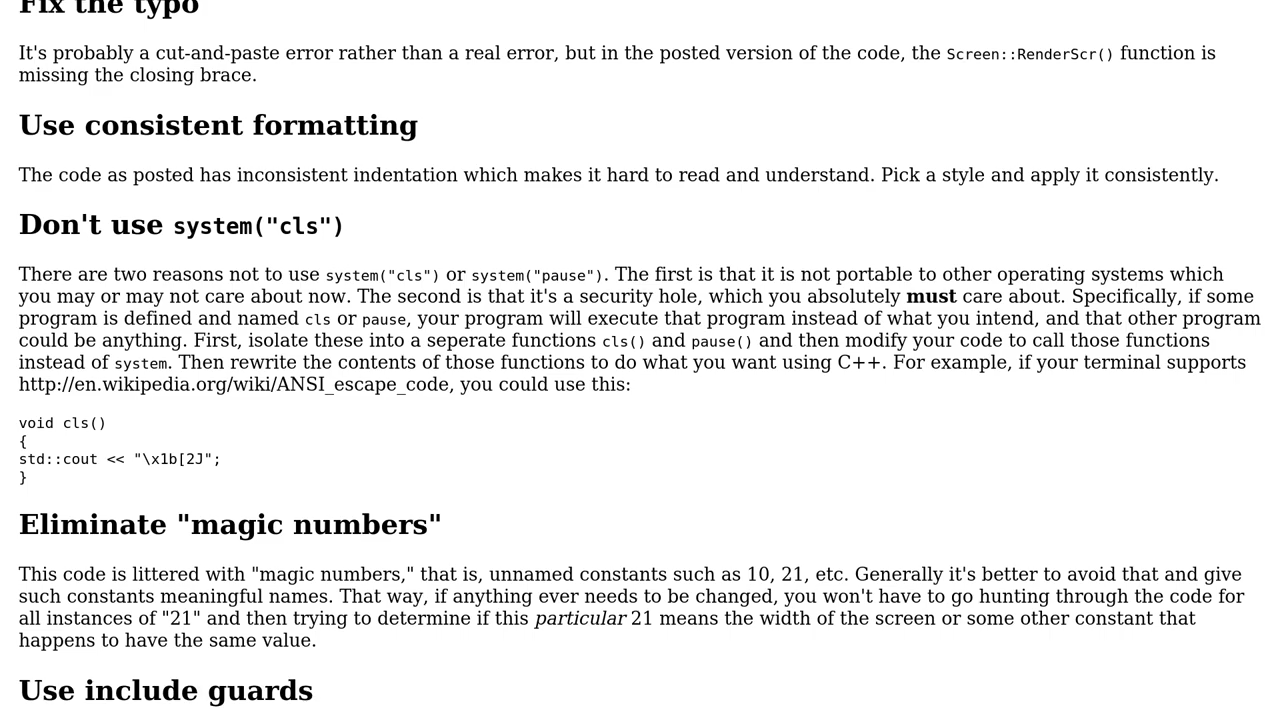 Fix the typo
It's probably a cut-and-paste error rather than a real error, but in the posted version of the code, the Screen::RenderScr() function is
missing the closing brace.
Use consistent formatting
The code as posted has inconsistent indentation which makes it hard to read and understand. Pick a style and apply it consistently.
Don't use system("cls")
There are two reasons not to use system("cls") or system("pause"). The first is that it is not portable to other operating systems which
you may or may not care about now. The second is that it's a security hole, which you absolutely must care about. Specifically, if some
program is defined and named cls or pause, your program will execute that program instead of what you intend, and that other program
could be anything. First, isolate these into a seperate functions cls() and pause() and then modify your code to call those functions
instead of system. Then rewrite the contents of those functions to do what you want using C++. For example, if your terminal supports
http://en.wikipedia.org/wiki/ANSI_escape_code, you could use this:
void cls()
{
std::cout << "\x1b[2J";
}
Eliminate "magic numbers"
This code is littered with "magic numbers," that is, unnamed constants such as 10, 21, etc. Generally it's better to avoid that and give
such constants meaningful names. That way, if anything ever needs to be changed, you won't have to go hunting through the code for
all instances of "21" and then trying to determine if this particular 21 means the width of the screen or some other constant that
happens to have the same value.
Use include guards